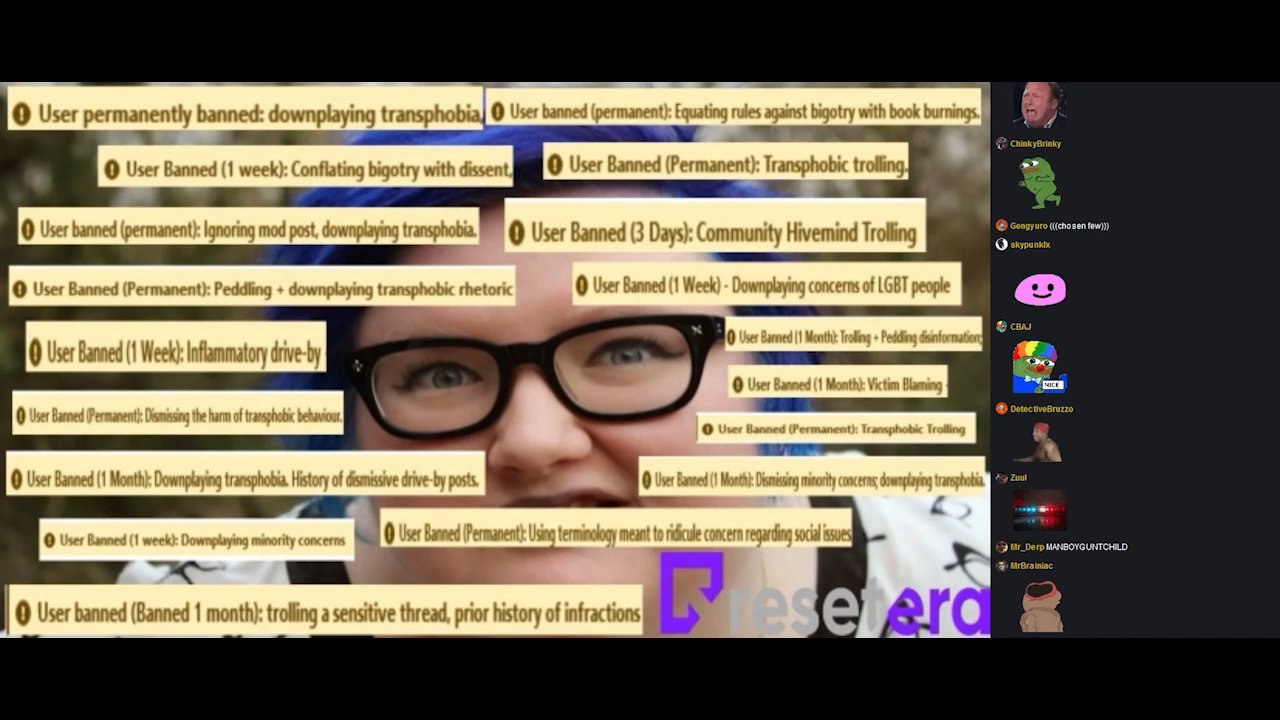 User permanently banned: downplaying transphobia,
User banned (permanent): Equating rules against bigotry with book burnings.
User Banned (1 week): Conflating bigotry with dissent,
User Banned (Permanent): Transphobic trolling.
User banned (permanent): Ignoring mod post, downplaying transphobia.
User Banned (3 Days): Community Hivemind Trolling
User Banned (Permanent): Peddling + downplaying transphobic rhetoric
User Banned (1 Week) - Downplaying concerns of LGBT people
User Banned (1 Week): Inflammatory drive-by
User Banned (1 Month): Trolling + Peddling disinformation;
User Banned (1 Month): Victim Blaming -
User Banned (Permanent): Dismissing the harm of transphobic behaviour.
User Banned (Permanent): Transphobic Trolling
User Banned (1 Month): Downplaying transphobia. History of dismissive drive-by posts.
User Banned (1 Month): Dismissing minority concerns; downplaying transphobia.
User Banned (1 week): Downplaying minority concerns
User Banned (Permanent): Using terminology meant to ridicule concern regarding social issues
User banned (Banned 1 month): trolling a sensitive thread, prior history of infractions
resetera
ChinkyBrinky
Gengyuro (((chosen few)))
skypunklx
CBAJ
NICE
DetectiveBruzzo
Zuul
Mr_Derp MANBOYGUNTCHILD
MrBrainiac